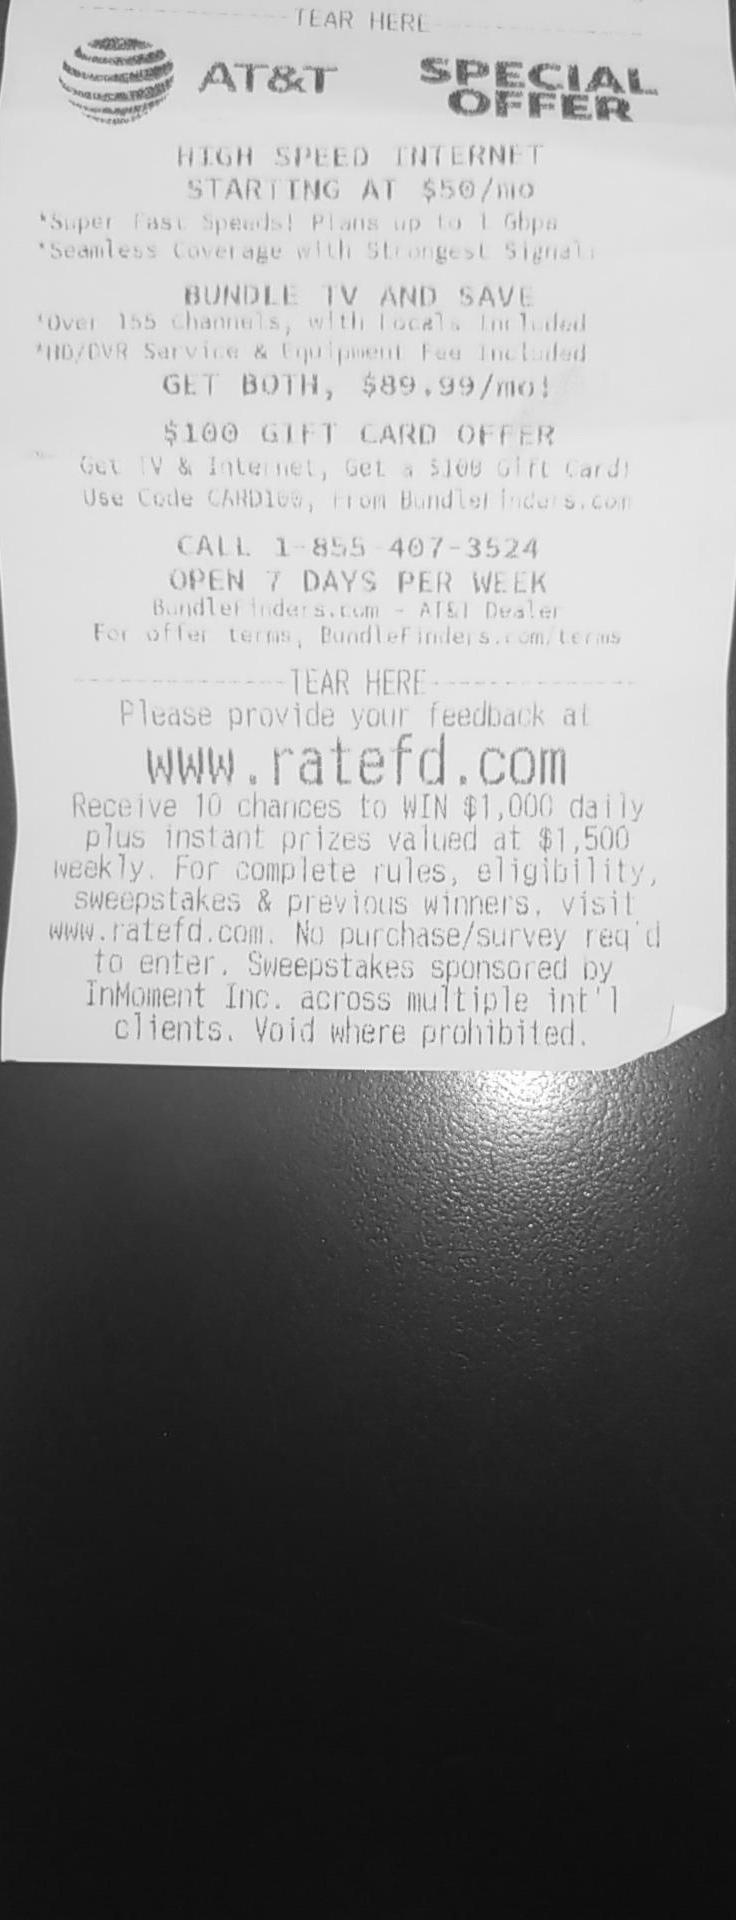 TEAR HERE
AT&T SPECIAL OFFER
HIGH SPEED INTERNET
STARTING AT $50/mo
*Super Fast Speeds! Plans up to 1 Gbps
*Seamless Coverage with Strongest Signal!
BUNDLE TV AND SAVE
*Over 155 Channels, with Locals Included
*HD/DVR Service & Equipment Fee Included
GET BOTH, $89.99/mo!
$100 GIFT CARD OFFER
Get TV & Internet, Get a $100 Gift Card!
Use Code CARD100, From BundleFinders.com
CALL 1-855-407-3524
OPEN 7 DAYS PER WEEK
BundleFinders.com - AT&T Dealer
For offer terms, BundleFinders.com/terms
TEAR HERE
Please provide your feedback at
www.ratefd.com
Receive 10 chances to WIN $1,000 daily
plus instant prizes valued at $1,500
weekly. For complete rules, eligibility,
sweepstakes & previous winners, visit
www.ratefd.com. No purchase/survey req'd
to enter. Sweepstakes sponsored by
InMoment Inc. across multiple int'l
clients. Void where prohibited.